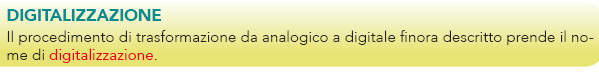 DIGITALIZZAZIONE
Il procedimento di trasformazione da analogico a digitale finora descritto prende il no-
me di digitalizzazione.